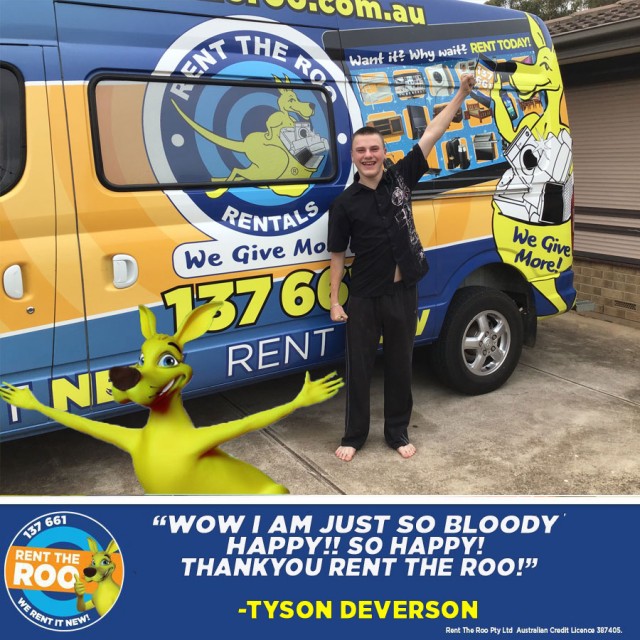 .com.au
RENT THE ROO
RENTALS
®
Want it? Why wait? RENT TODAY!
We Give Mo
137 66
RENT
We Give
More!
137 661
RENT THE
ROO
WE RENT IT NEW!
“WOW I AM JUST SO BLOODY
HAPPY!! SO HAPPY!
THANKYOU RENT THE ROO!”
-TYSON DEVERSON
Rent The Roo Pty Ltd Australian Credit Licence 387405.